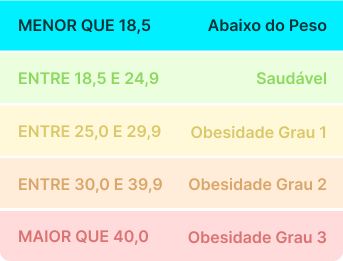 MENOR QUE 18,5 Abaixo do Peso
ENTRE 18,5 E 24,9 Saudável
ENTRE 25,0 E 29,9 Obesidade Grau 1
ENTRE 30,0 E 39,9 Obesidade Grau 2
MAIOR QUE 40,0 Obesidade Grau 3